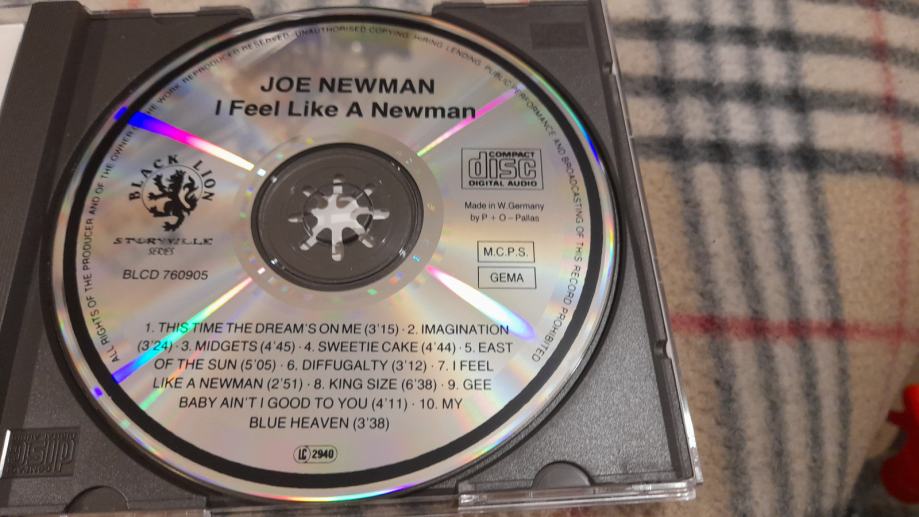 JOE NEWMAN
I Feel Like A Newman
BLACK LION
STORYVILLE
SERIES
BLCD 760905
COMPACT
disc
DIGITAL AUDIO
Made in W.Germany
by P + O – Pallas
M.C.P.S.
GEMA
1. THIS TIME THE DREAM'S ON ME (3'15) · 2. IMAGINATION
(3'24) · 3. MIDGETS (4'45) · 4. SWEETIE CAKE (4'44) · 5. EAST
OF THE SUN (5'05) · 6. DIFFUGALTY (3'12) · 7. I FEEL
LIKE A NEWMAN (2'51) · 8. KING SIZE (6'38) · 9. GEE
BABY AIN'T I GOOD TO YOU (4'11) · 10. MY
BLUE HEAVEN (3'38)
LC 2940
ALL RIGHTS OF THE PRODUCER AND OF THE OWNER OF THE WORK REPRODUCED RESERVED. UNAUTHORISED COPYING, HIRING, LENDING, PUBLIC PERFORMANCE AND BROADCASTING OF THIS RECORD PROHIBITED